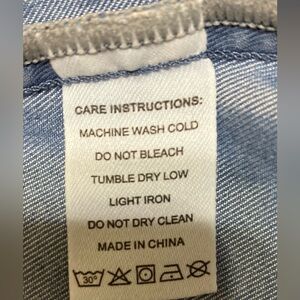 CARE INSTRUCTIONS:
MACHINE WASH COLD
DO NOT BLEACH
TUMBLE DRY LOW
LIGHT IRON
DO NOT DRY CLEAN
MADE IN CHINA
30°